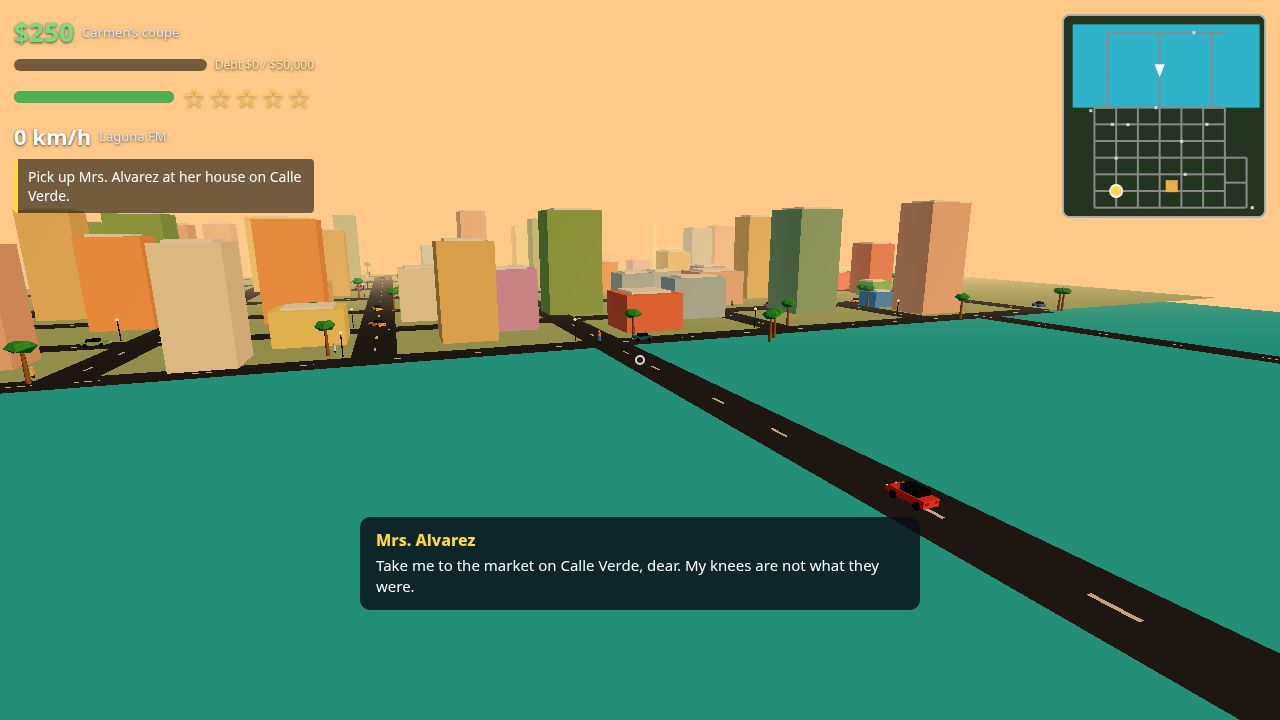 $250 Carmen's coupe
Debt $0 / $50,000
0 km/h Laguna FM
Pick up Mrs. Alvarez at her house on Calle
Verde.
Mrs. Alvarez
Take me to the market on Calle Verde, dear. My knees are not what they
were.